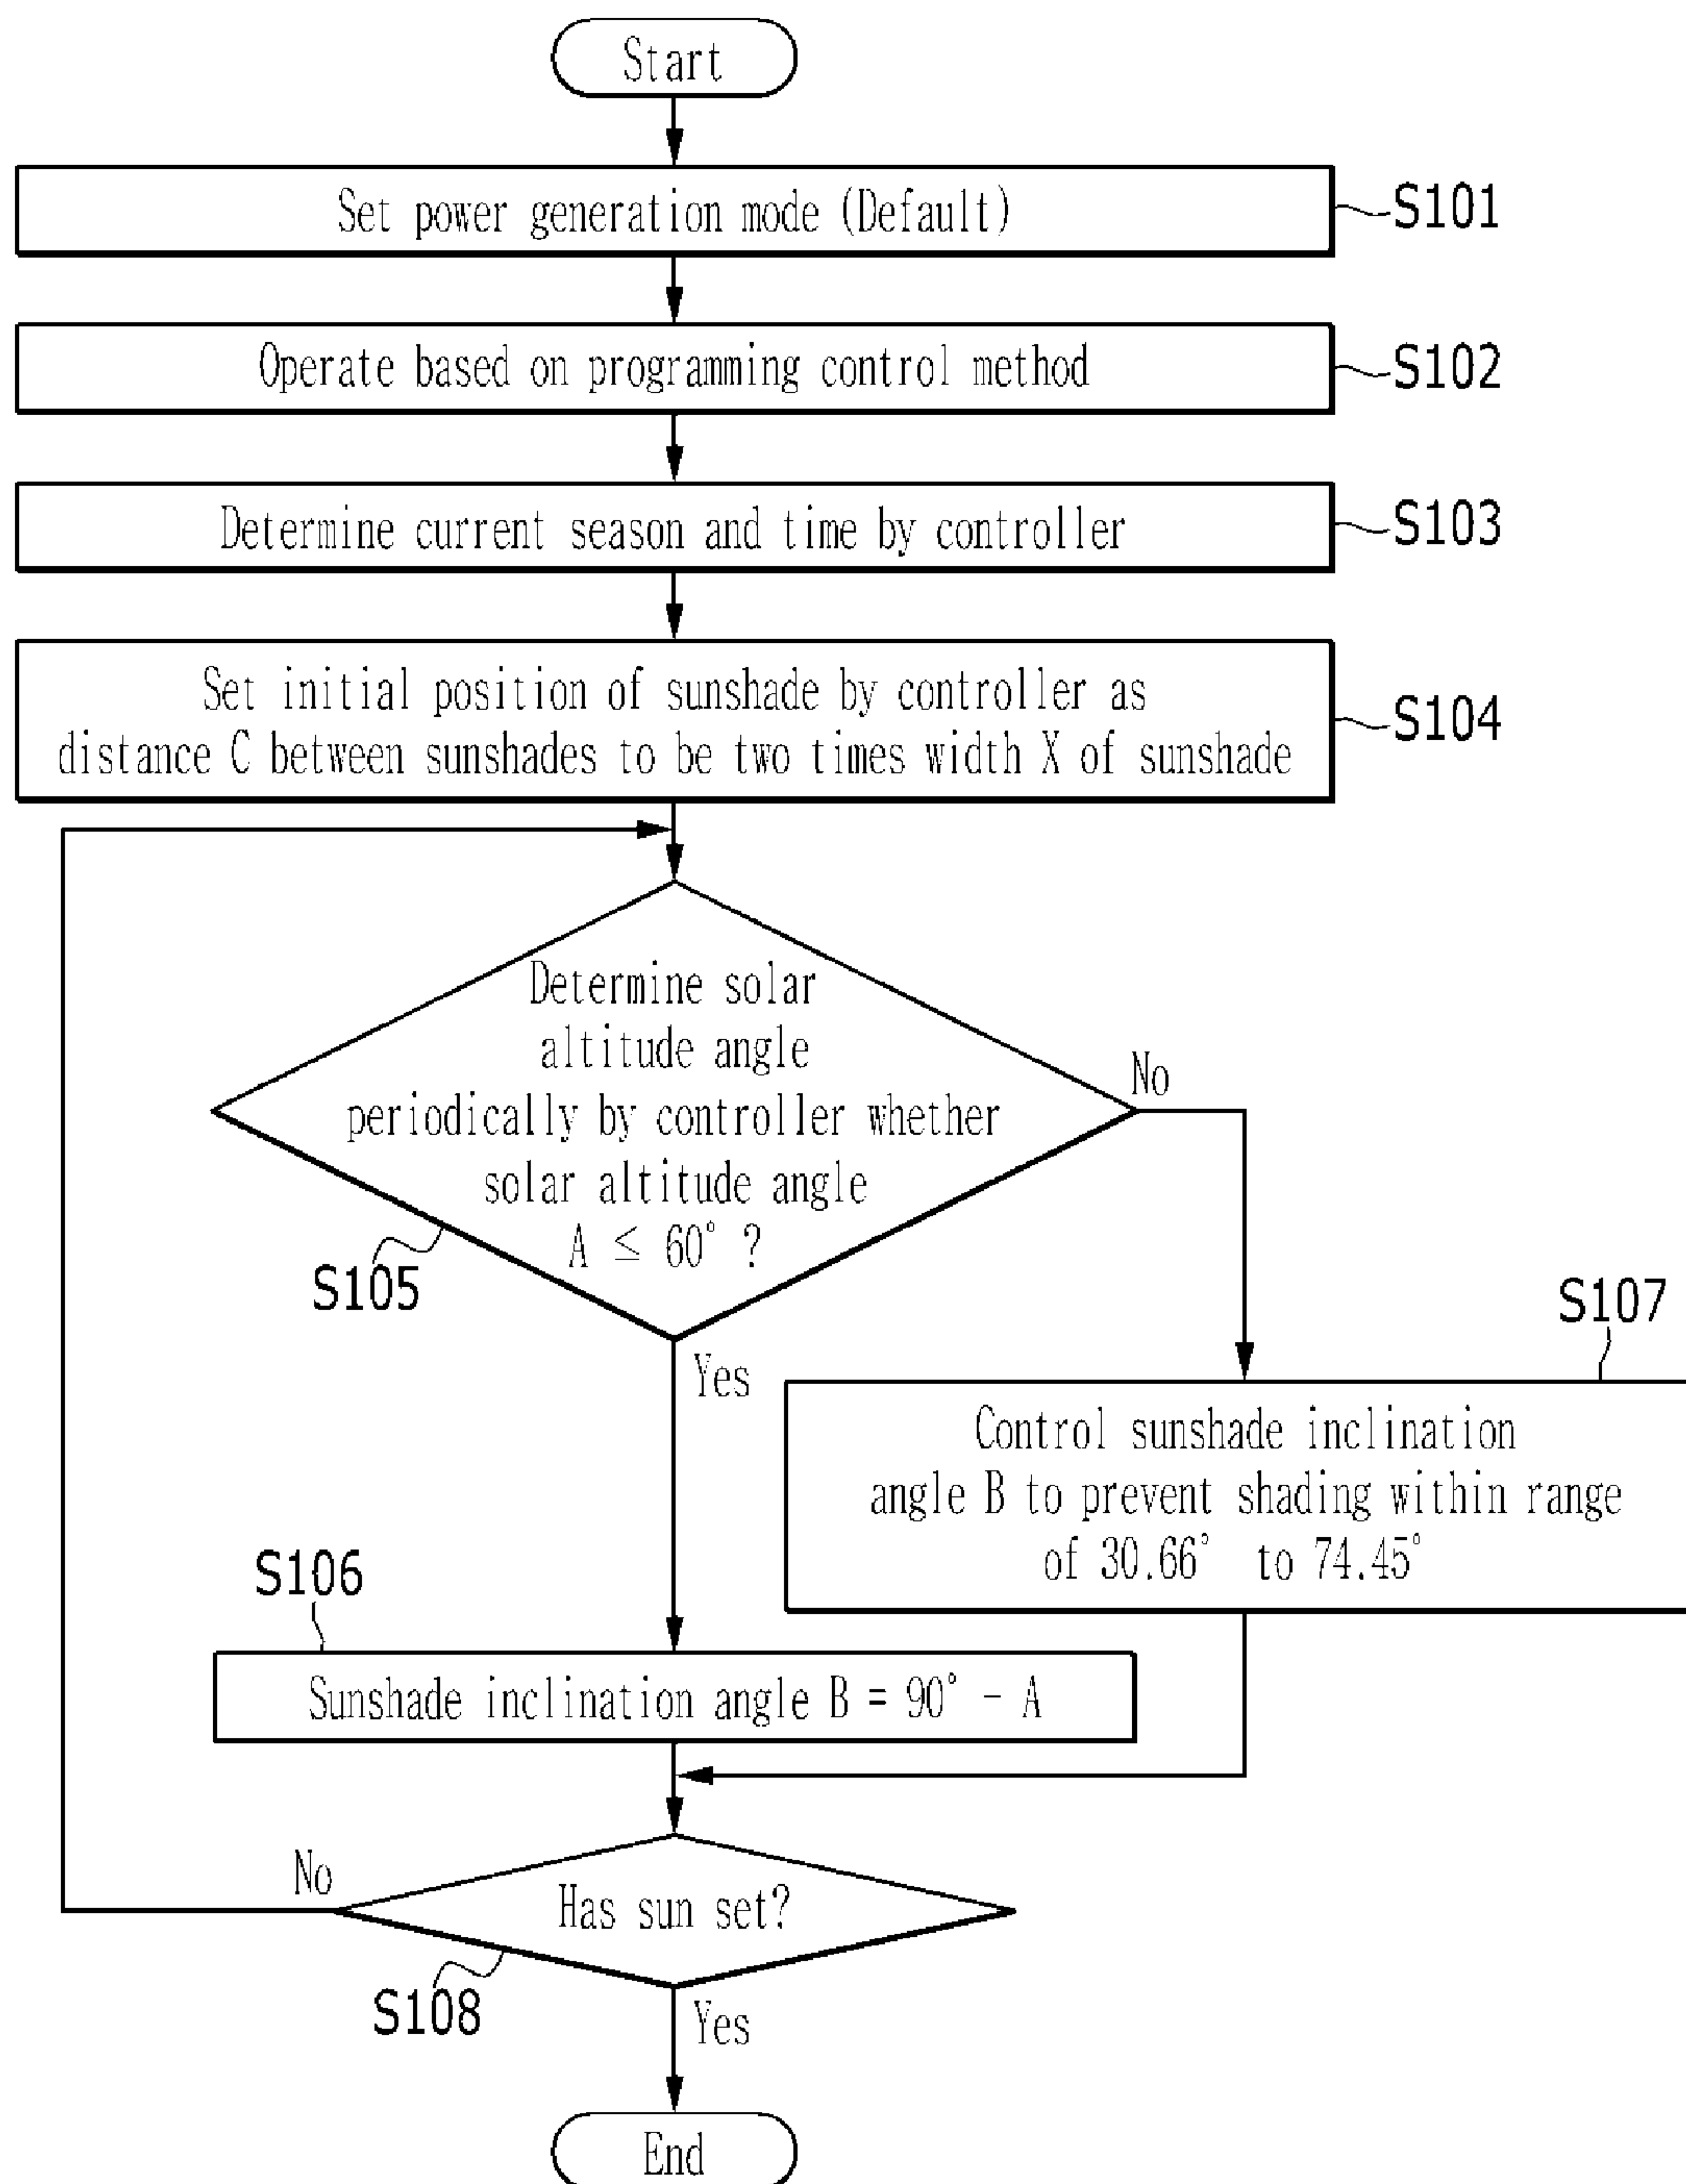 Start
Set power generation mode (Default)
S101
Operate based on programming control method
S102
Determine current season and time by controller
S103
Set initial position of sunshade by controller as
distance C between sunshades to be two times width X of sunshade
S104
Determine solar
altitude angle
periodically by controller whether
solar altitude angle
A ≤ 60° ?
S105
No
Yes
S107
Control sunshade inclination
angle B to prevent shading within range
of 30.66° to 74.45°
S106
Sunshade inclination angle B = 90° - A
No
Has sun set?
S108
Yes
End